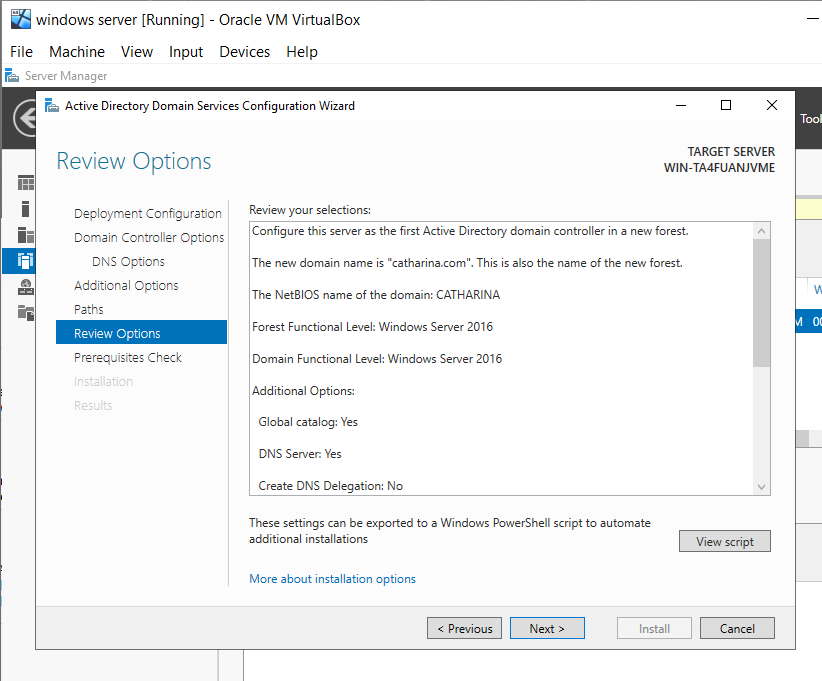 windows server [Running] - Oracle VM VirtualBox
File Machine View Input Devices Help
Server Manager
Active Directory Domain Services Configuration Wizard
Review Options
TARGET SERVER
WIN-TA4FUANJVME
Deployment Configuration
Domain Controller Options
DNS Options
Additional Options
Paths
Review Options
Prerequisites Check
Installation
Results
Review your selections:
Configure this server as the first Active Directory domain controller in a new forest.
The new domain name is "catharina.com". This is also the name of the new forest.
The NetBIOS name of the domain: CATHARINA
Forest Functional Level: Windows Server 2016
Domain Functional Level: Windows Server 2016
Additional Options:
Global catalog: Yes
DNS Server: Yes
Create DNS Delegation: No
These settings can be exported to a Windows PowerShell script to automate
additional installations
View script
More about installation options
< Previous
Next >
Install
Cancel